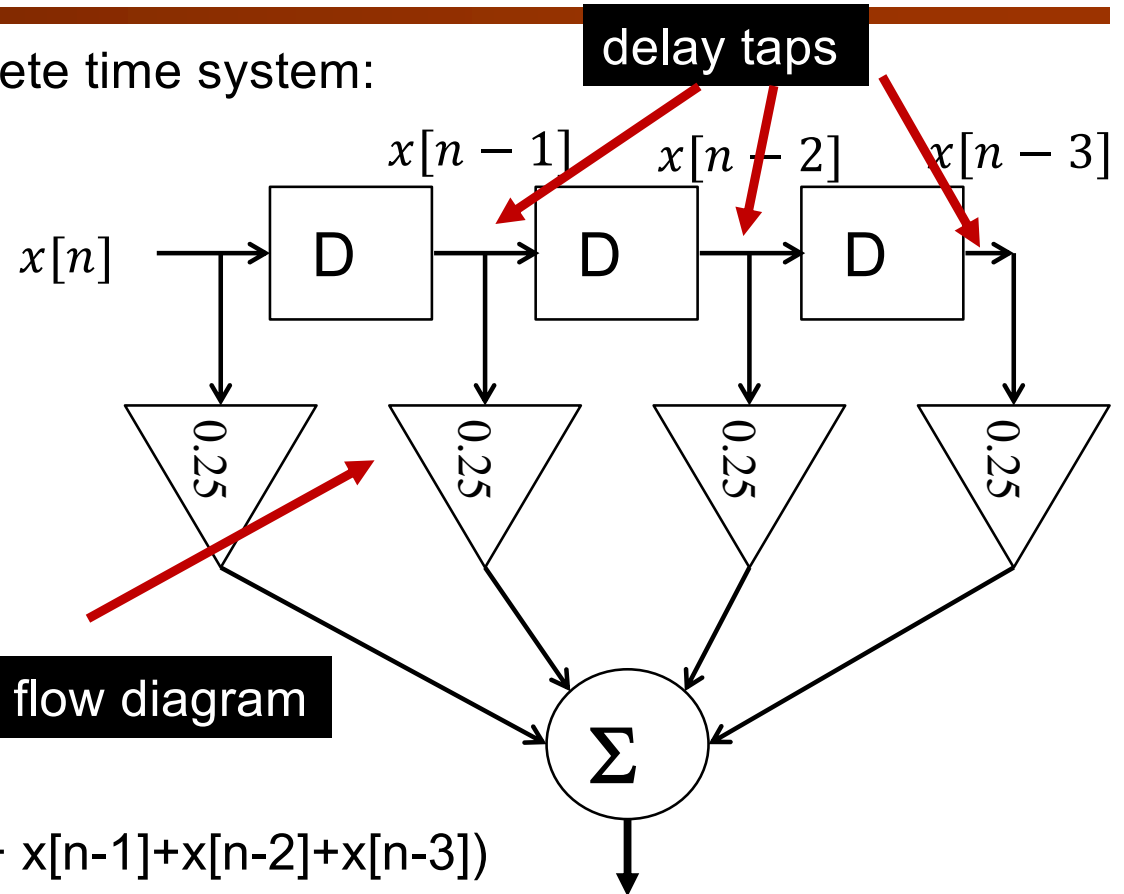 delay taps
ete time system:
x[n − 1] x[n − 2] x[n − 3]
x[n] D D D
0.25 0.25 0.25 0.25
flow diagram
Σ
x[n-1]+x[n-2]+x[n-3])